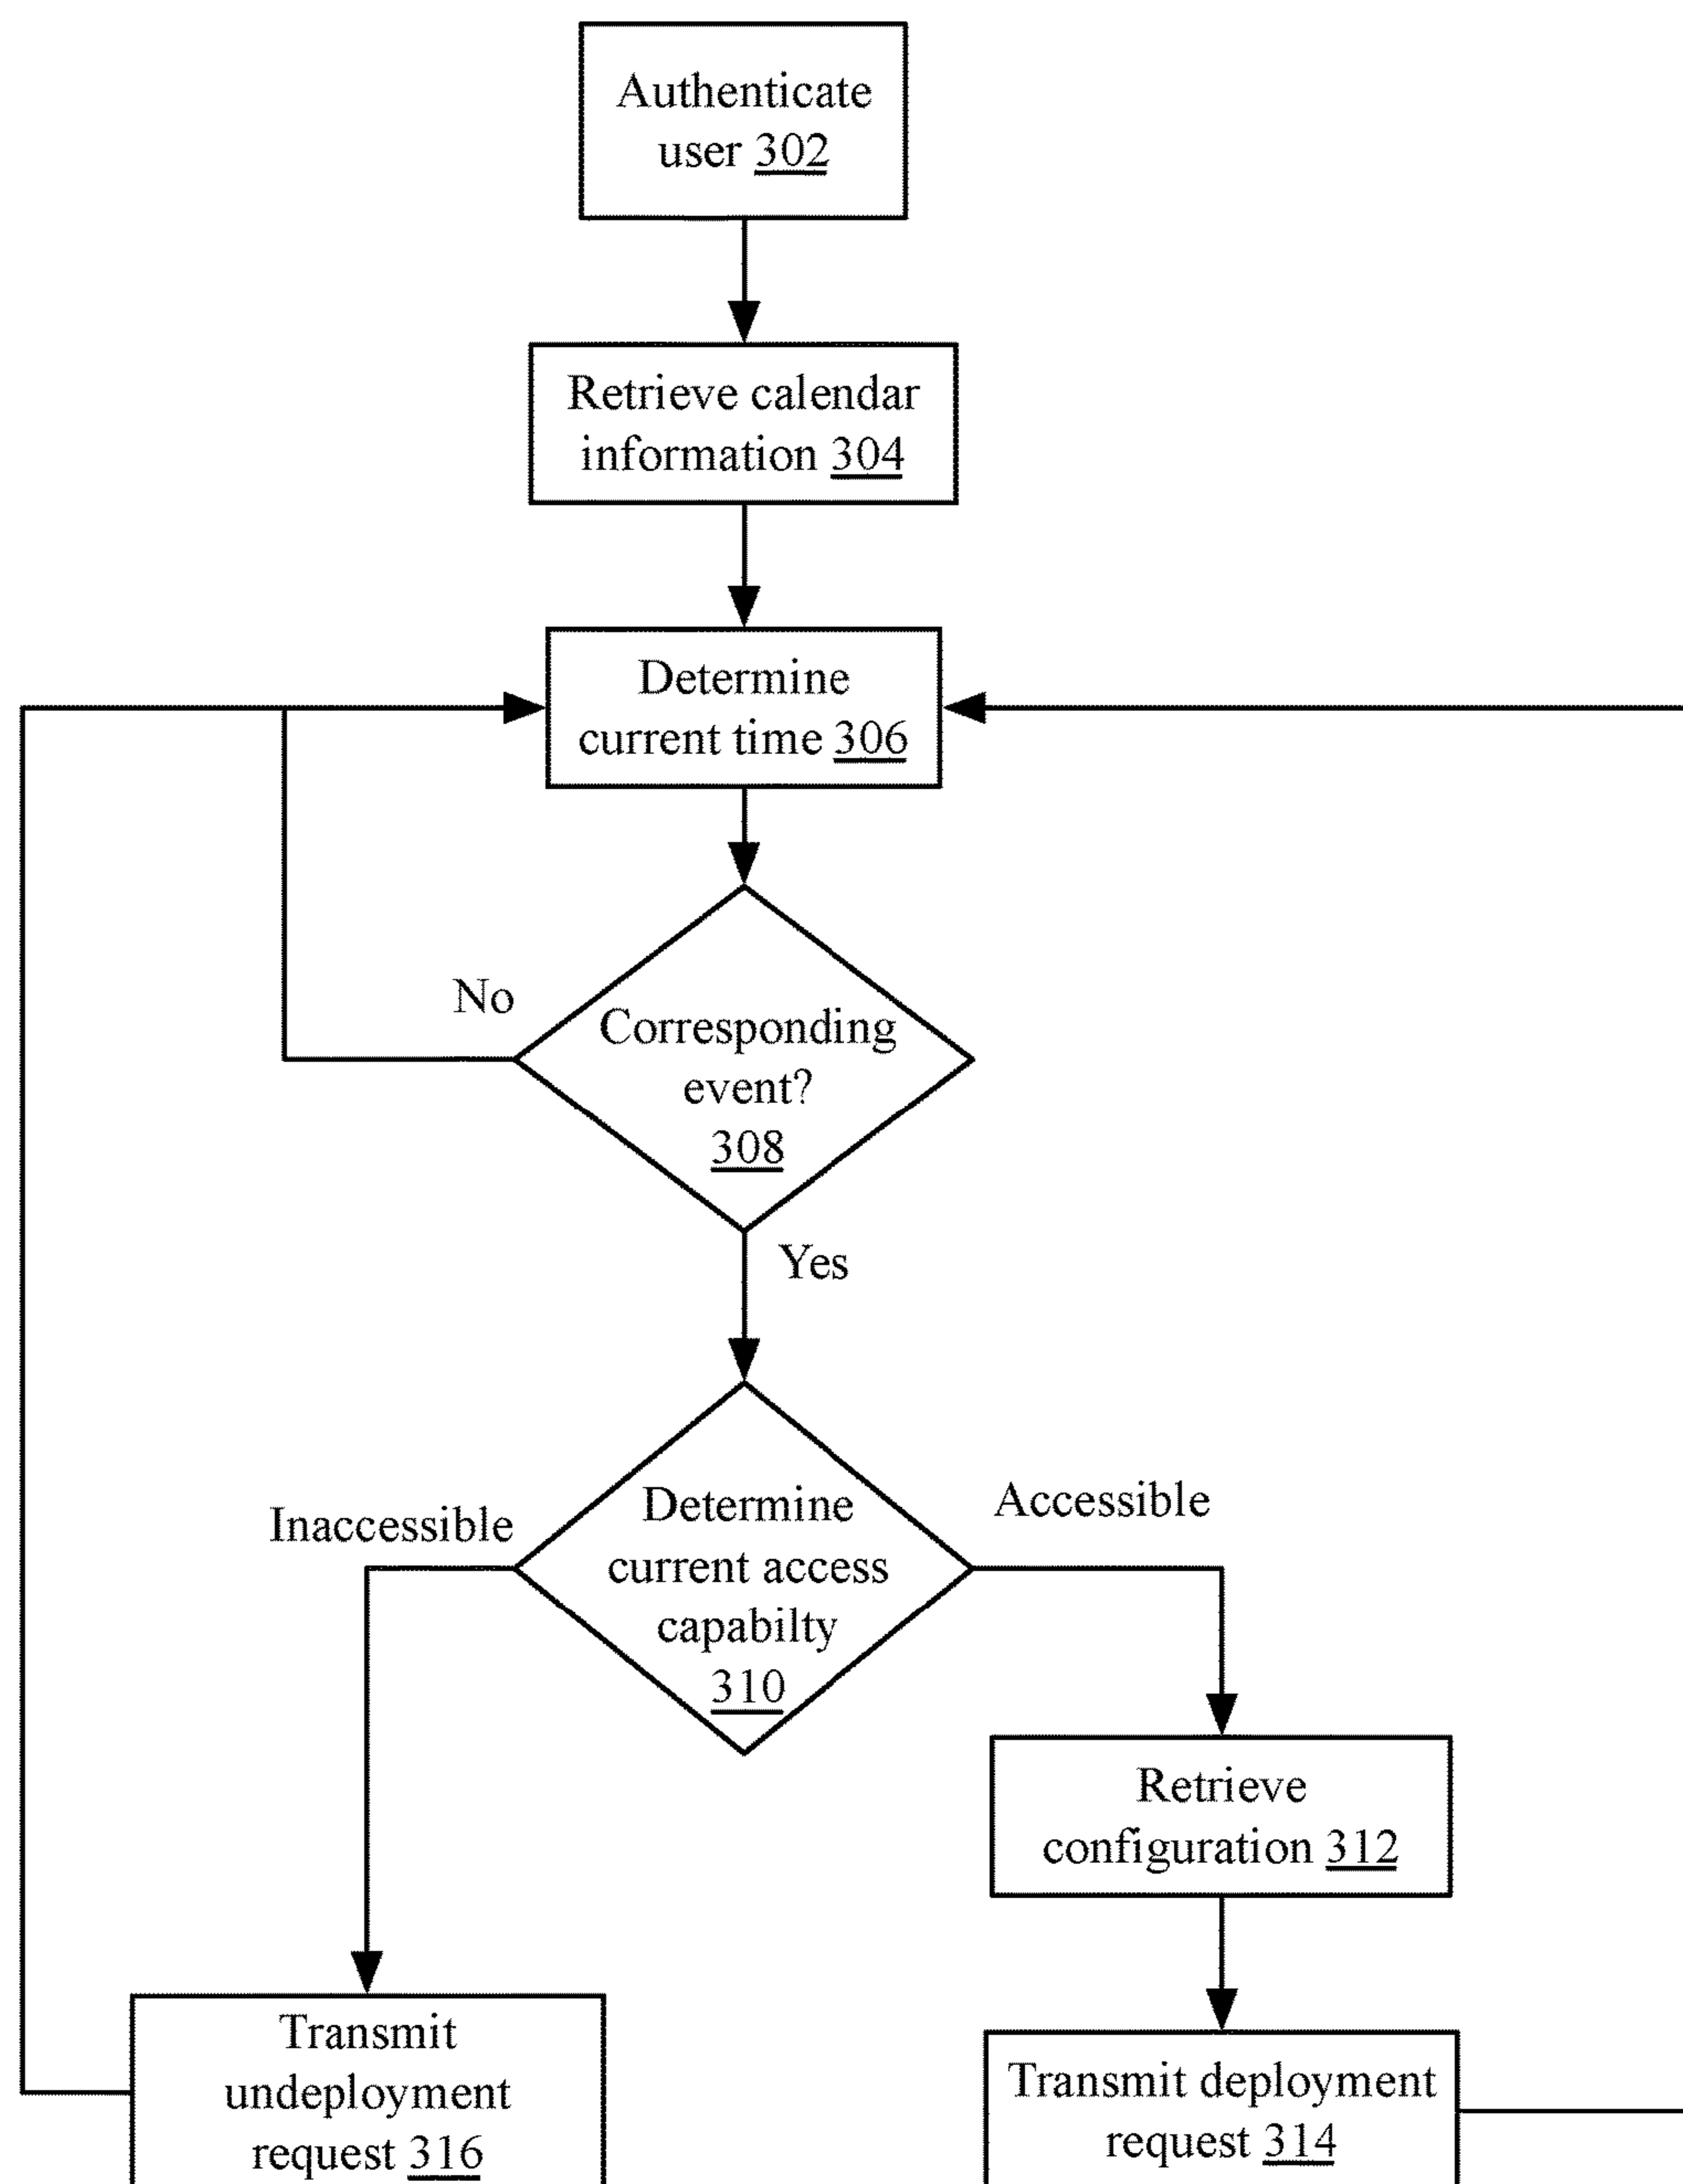 Authenticate
user 302
Retrieve calendar
information 304
Determine
current time 306
No
Corresponding
event?
308
Yes
Inaccessible
Determine
current access
capabilty
310
Accessible
Retrieve
configuration 312
Transmit
undeployment
request 316
Transmit deployment
request 314